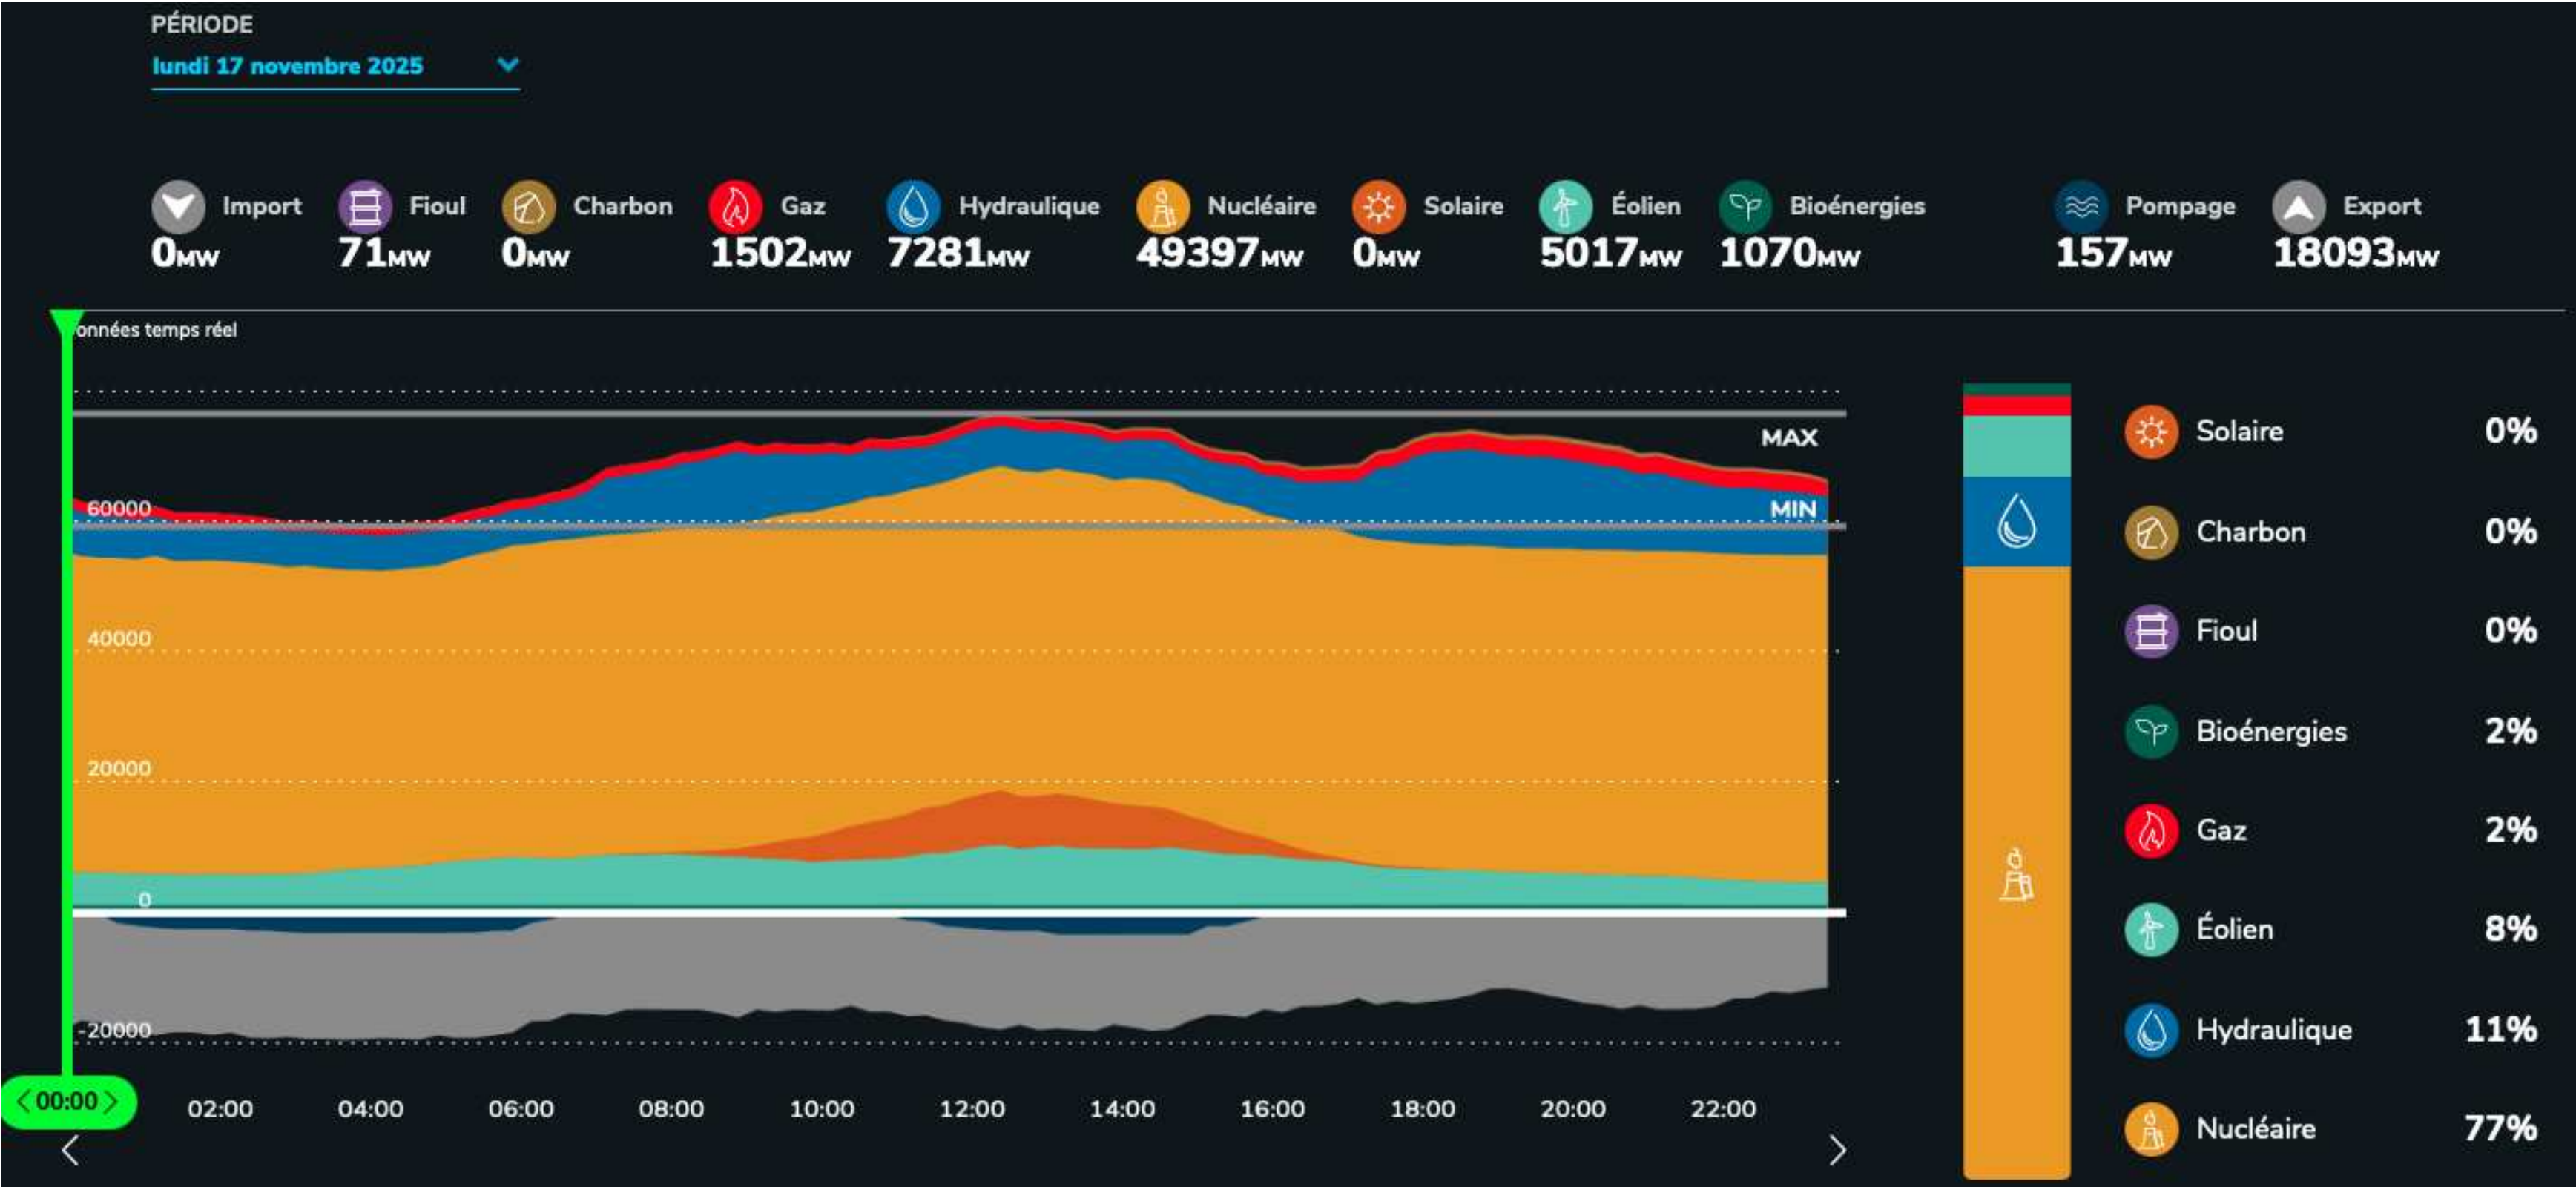 PÉRIODE
lundi 17 novembre 2025
Import Fioul Charbon Gaz Hydraulique Nucléaire Solaire Éolien Bioénergies Pompage Export
0MW 71MW 0MW 1502MW 7281MW 49397MW 0MW 5017MW 1070MW 157MW 18093MW
onnées temps réel
MAX
60000
MIN
40000
20000
0
-20000
00:00 02:00 04:00 06:00 08:00 10:00 12:00 14:00 16:00 18:00 20:00 22:00
Solaire 0%
Charbon 0%
Fioul 0%
Bioénergies 2%
Gaz 2%
Éolien 8%
Hydraulique 11%
Nucléaire 77%